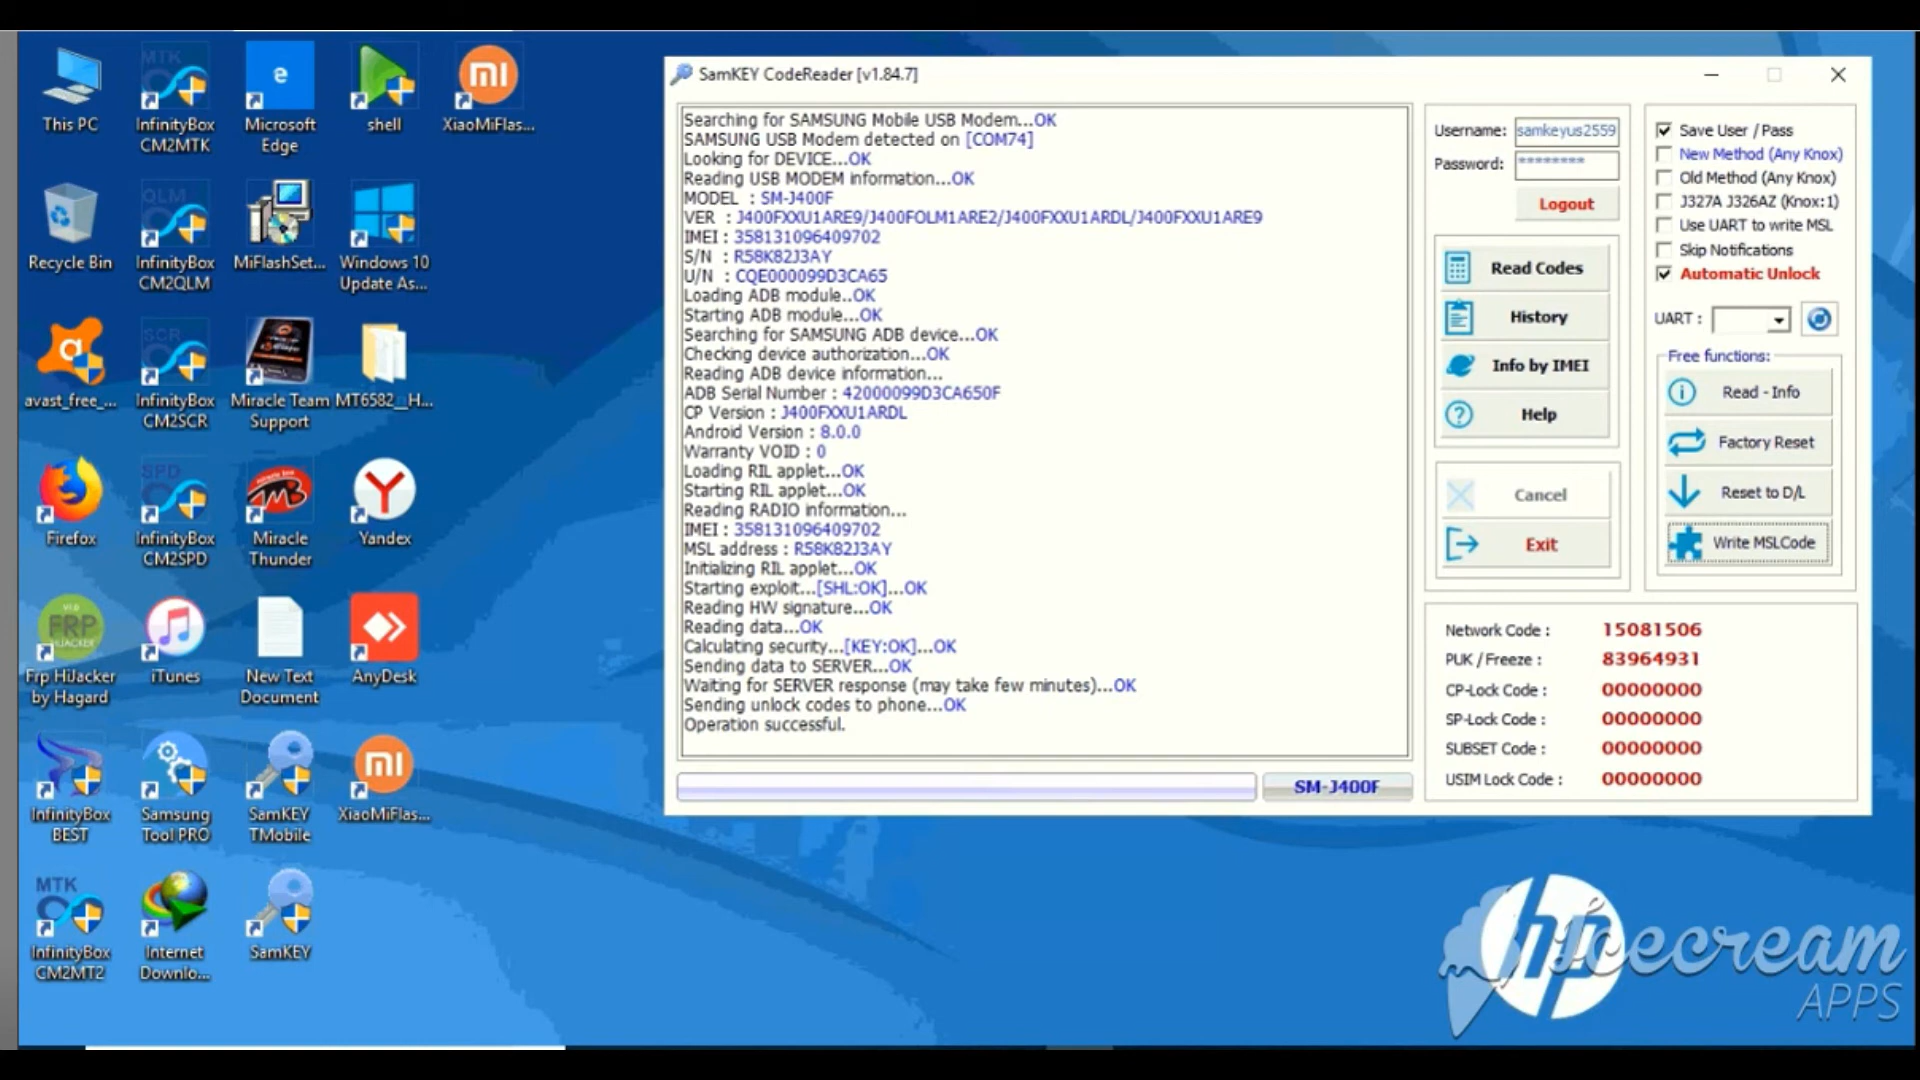 This PC
InfinityBox
CM2MTK
Microsoft
Edge
shell
XiaoMiFlas...
Recycle Bin
InfinityBox
CM2QLM
MiFlashSet...
Windows 10
Update As...
avast_free_...
InfinityBox
CM2SCR
Miracle Team
Support
MT6582__H...
Firefox
InfinityBox
CM2SPD
Miracle
Thunder
Yandex
Frp HiJacker
by Hagard
iTunes
New Text
Document
AnyDesk
InfinityBox
BEST
Samsung
Tool PRO
SamKEY
TMobile
XiaoMiFlas...
InfinityBox
CM2MT2
Internet
Downlo...
SamKEY
SamKEY CodeReader [v1.84.7]
Searching for SAMSUNG Mobile USB Modem...OK
SAMSUNG USB Modem detected on [COM74]
Looking for DEVICE...OK
Reading USB MODEM information...OK
MODEL : SM-J400F
VER : J400FXXU1ARE9/J400FOLM1ARE2/J400FXXU1ARDL/J400FXXU1ARE9
IMEI : 358131096409702
S/N : R58K82J3AY
U/N : CQE000099D3CA65
Loading ADB module..OK
Starting ADB module...OK
Searching for SAMSUNG ADB device...OK
Checking device authorization...OK
Reading ADB device information...
ADB Serial Number : 42000099D3CA650F
CP Version : J400FXXU1ARDL
Android Version : 8.0.0
Warranty VOID : 0
Loading RIL applet...OK
Starting RIL applet...OK
Reading RADIO information...
IMEI : 358131096409702
MSL address : R58K82J3AY
Initializing RIL applet...OK
Starting exploit...[SHL:OK]...OK
Reading HW signature...OK
Reading data...OK
Calculating security...[KEY:OK]...OK
Sending data to SERVER...OK
Waiting for SERVER response (may take few minutes)...OK
Sending unlock codes to phone...OK
Operation successful.
SM-J400F
Username: samkeyus2559
Password: ********
Logout
Read Codes
History
Info by IMEI
Help
Cancel
Exit
Save User / Pass
New Method (Any Knox)
Old Method (Any Knox)
J327A J326AZ (Knox:1)
Use UART to write MSL
Skip Notifications
Automatic Unlock
UART :
Free functions:
Read - Info
Factory Reset
Reset to D/L
Write MSLCode
Network Code : 15081506
PUK / Freeze : 83964931
CP-Lock Code : 00000000
SP-Lock Code : 00000000
SUBSET Code : 00000000
USIM Lock Code : 00000000
hp
icecream
APPS